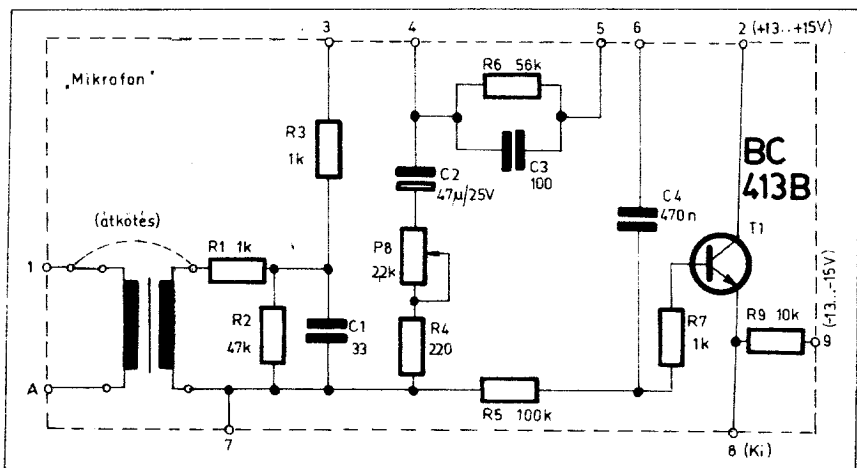 3
4
5
6
2 (+13..+15V)
„Mikrofon"
R6 56k
R3
1k
C3
100
BC
413B
C2
47µ/25V
C4
470n
T1
(átkötés)
1
R1 1k
P8
2,2k
R2
47k
C1
33
R4
220
R7
1k
R9 10k
(-13...-15V)
9
A
R5 100k
7
8 (Ki)